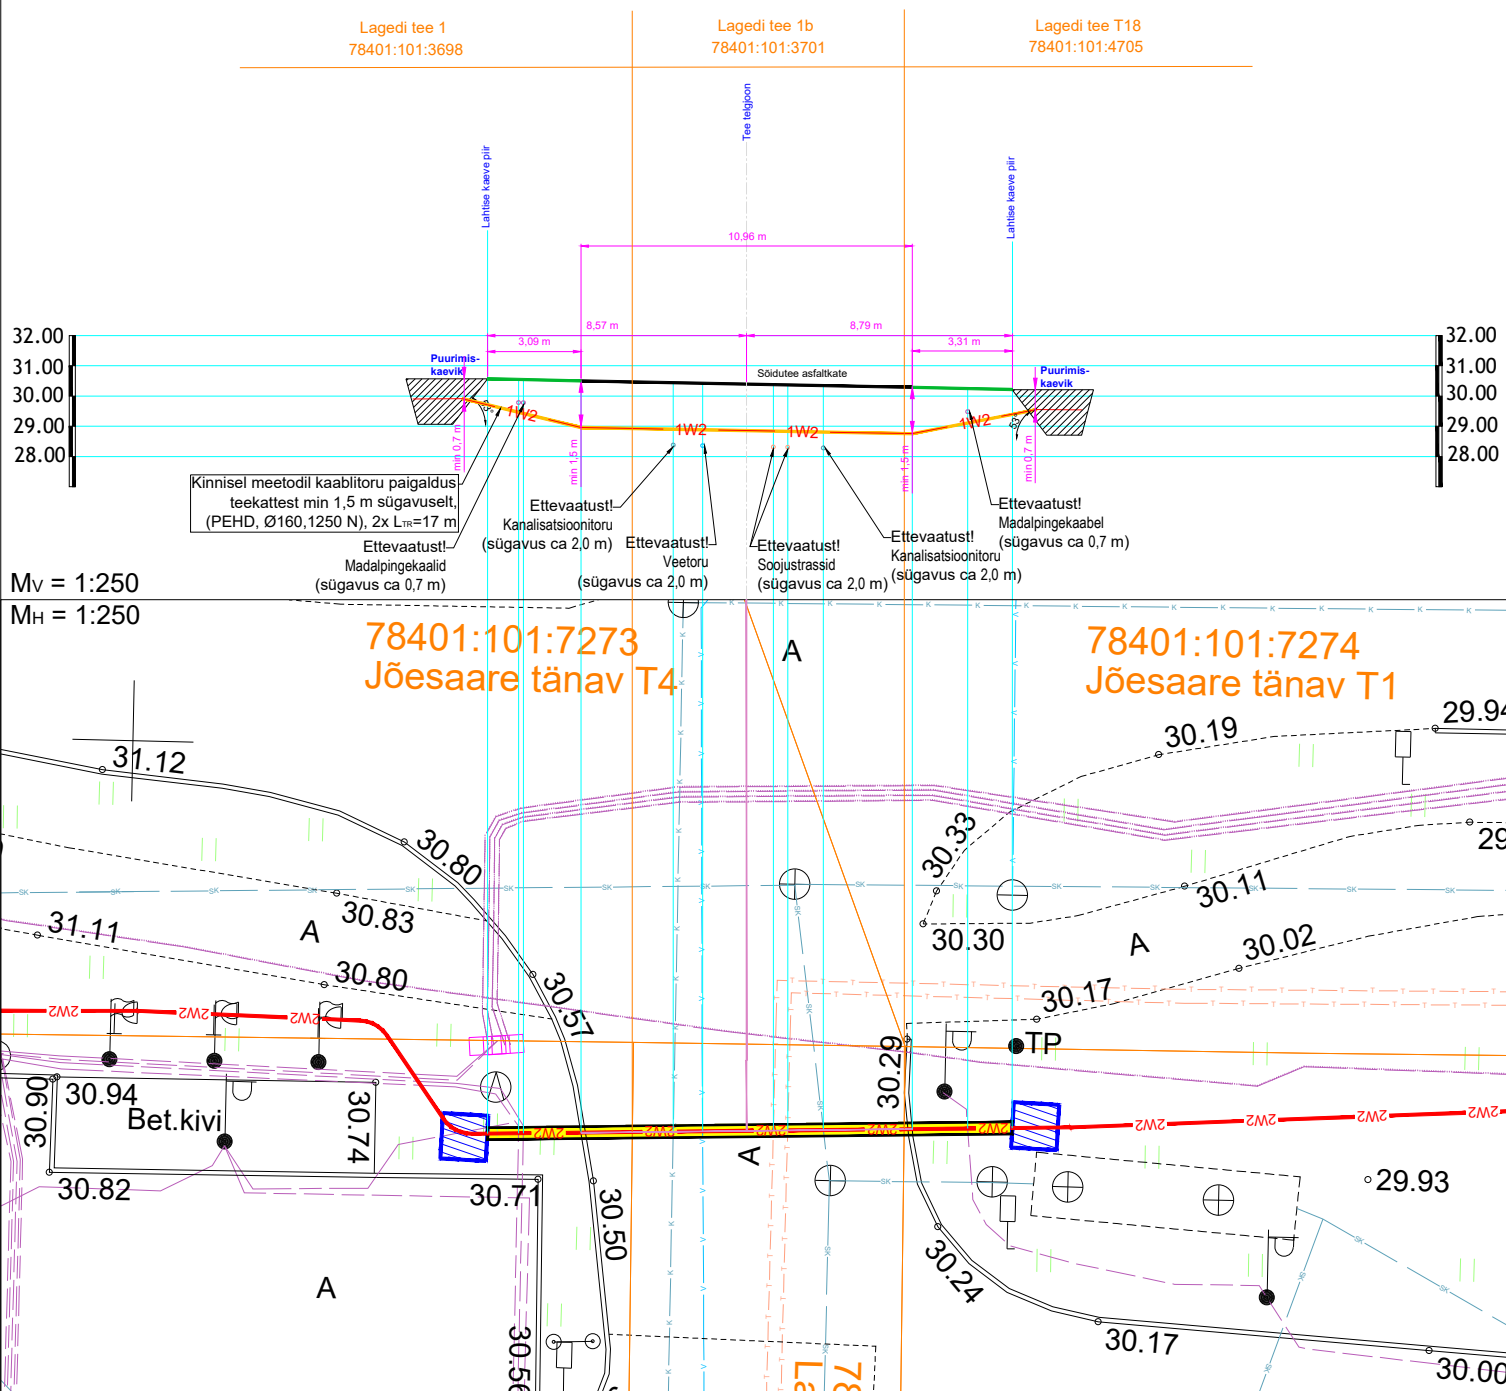 Lagedi tee 1
78401:101:3698
Lagedi tee 1b
78401:101:3701
Lagedi tee T18
78401:101:4705
Tee telgjoon
Lahtise kaeve piir
Lahtise kaeve piir
10,96 m
8,57 m
8,79 m
3,09 m
3,31 m
32.00
31.00
30.00
29.00
28.00
32.00
31.00
30.00
29.00
28.00
Puurimis-
kaevik
Puurimis-
kaevik
Sõidutee asfaltkate
1W2
1W2
1W2
1W2
min 0,7 m
min 1,5 m
min 1,5 m
min 0,7 m
Kinnisel meetodil kaablitoru paigaldus
teekattest min 1,5 m sügavuselt,
(PEHD, Ø160,1250 N), 2x LTR=17 m
Ettevaatust!
Madalpingekaalid
(sügavus ca 0,7 m)
Ettevaatust!
Kanalisatsioonitoru
(sügavus ca 2,0 m)
Ettevaatust!
Veetoru
(sügavus ca 2,0 m)
Ettevaatust!
Soojustrassid
(sügavus ca 2,0 m)
Ettevaatust!
Kanalisatsioonitoru
(sügavus ca 2,0 m)
Ettevaatust!
Madalpingekaabel
(sügavus ca 0,7 m)
MV = 1:250
MH = 1:250
78401:101:7273
Jõesaare tänav T4
78401:101:7274
Jõesaare tänav T1
A
31.12
30.19
29.94
30.80
30.33
30.83
30.11
31.11
A
30.30
A
30.02
30.80
30.17
30.57
2W2
2W2
2W2
30.29
TP
30.90
30.94
30.74
Bet.kivi
2W2
2W2
2W2
2W2
2W2
2W2
2W2
2W2
A
30.82
30.71
30.50
29.93
30.24
A
30.17
30.56
30.00